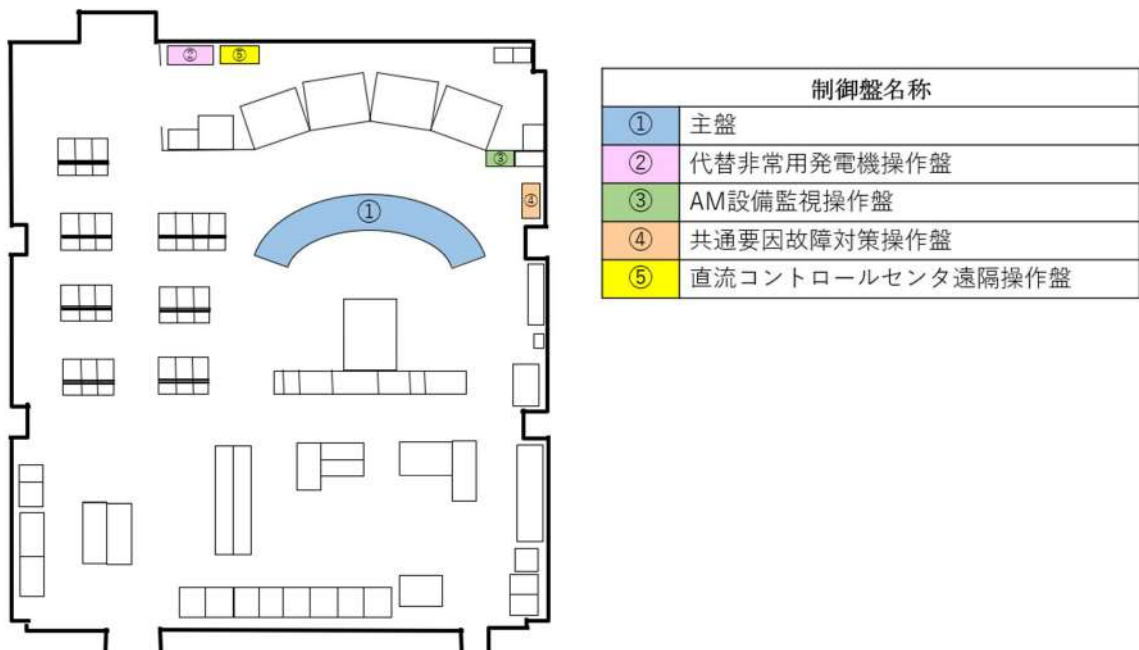 ② ⑤
③
④
①
制御盤名称
① 主盤
② 代替非常用発電機操作盤
③ AM設備監視操作盤
④ 共通要因故障対策操作盤
⑤ 直流コントロールセンタ遠隔操作盤